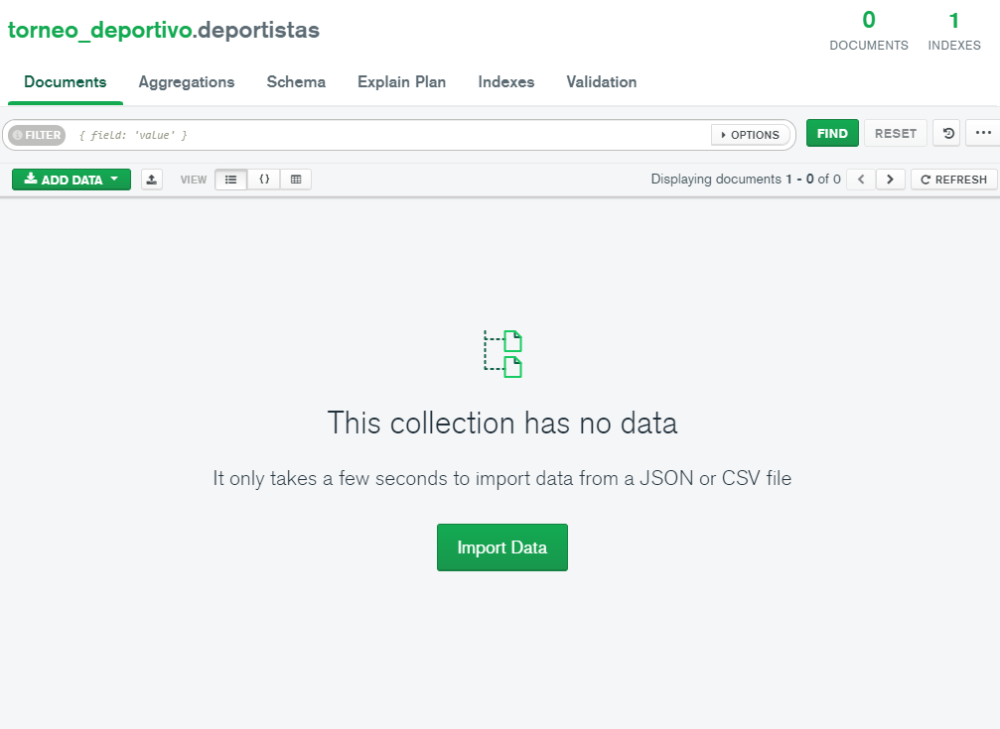 torneo_deportivo.deportistas
0 1
DOCUMENTS INDEXES
Documents Aggregations Schema Explain Plan Indexes Validation
FILTER { field: 'value' } OPTIONS FIND RESET ...
ADD DATA VIEW { } Displaying documents 1 - 0 of 0 < > REFRESH
This collection has no data
It only takes a few seconds to import data from a JSON or CSV file
Import Data